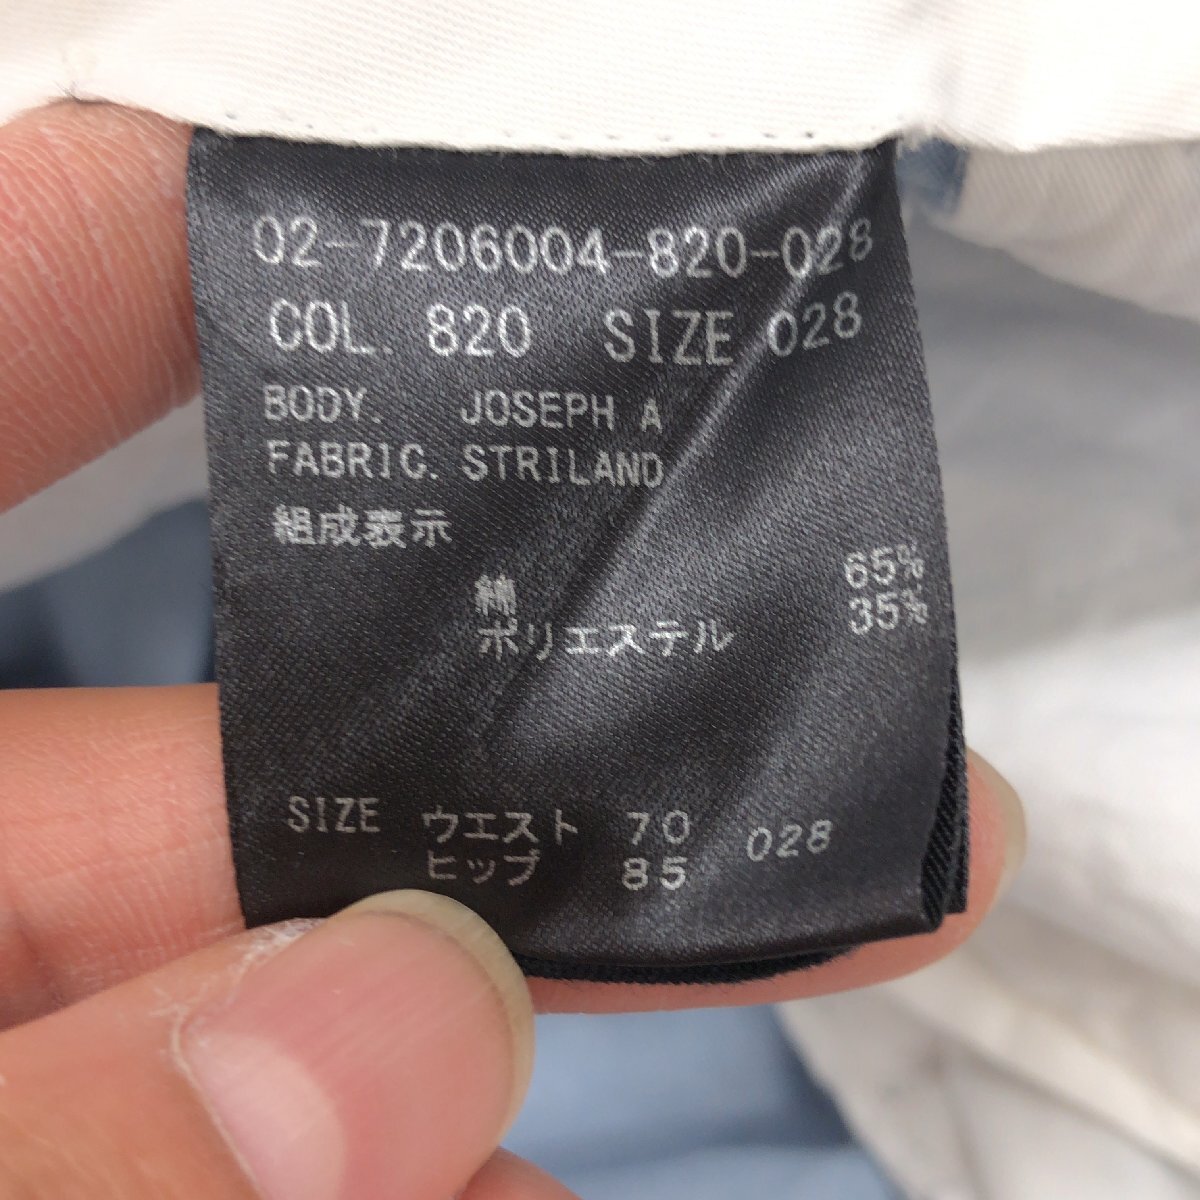 02-7206004-820-028
COL. 820 SIZE 028
BODY. JOSEPH A
FABRIC. STRILAND
組成表示
綿 65%
ポリエステル 35%
SIZE ウエスト 70 028
ヒップ 85